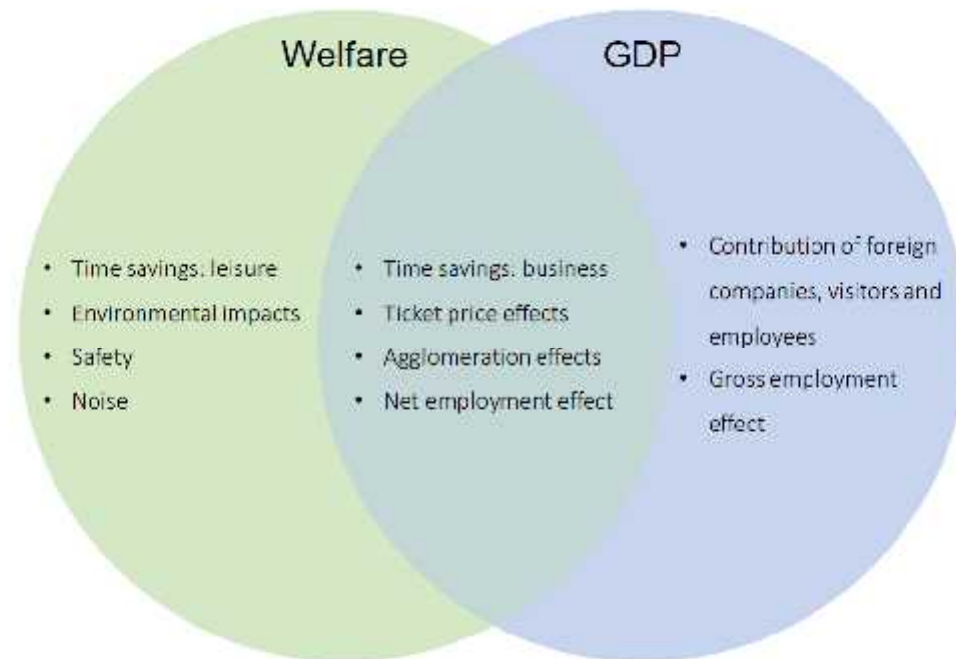 Welfare
GDP
• Time savings: leisure
• Environmental impacts
• Safety
• Noise
• Time savings: business
• Ticket price effects
• Agglomeration effects
• Net employment effect
• Contribution of foreign
companies, visitors and
employees
• Gross employment
effect